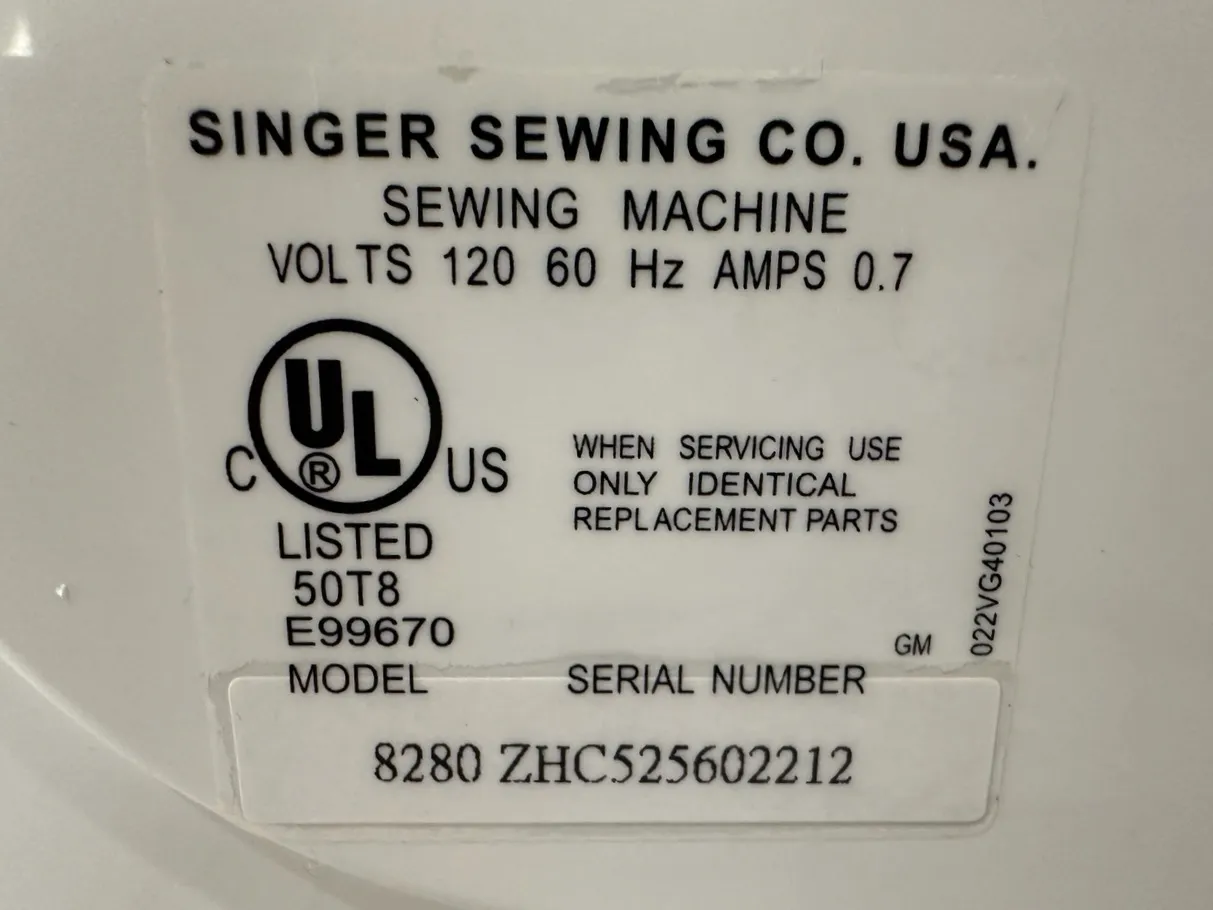 SINGER SEWING CO. USA.
SEWING MACHINE
VOLTS 120 60 Hz AMPS 0.7
UL
®
C US
LISTED
50T8
E99670
WHEN SERVICING USE
ONLY IDENTICAL
REPLACEMENT PARTS
GM
022VG40103
MODEL SERIAL NUMBER
8280 ZHC525602212